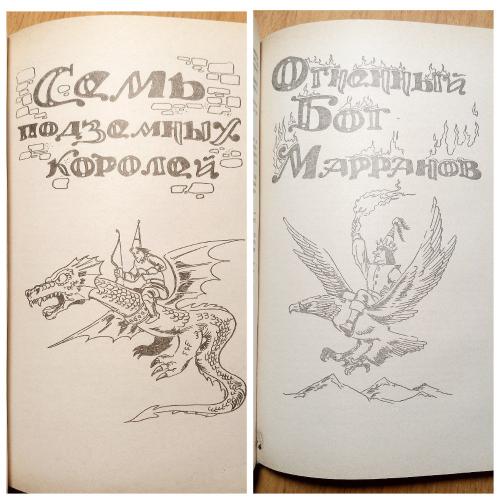 Семь
подземных
королей
Огненный
Бог
Марранов